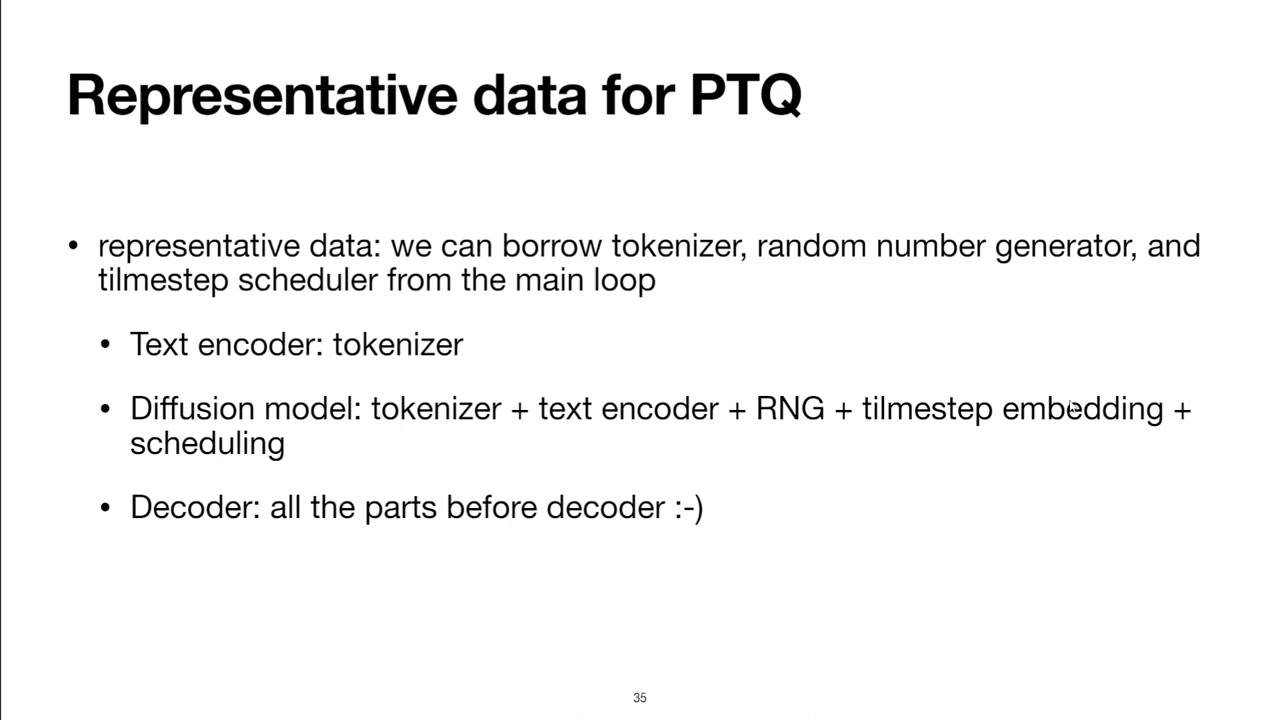 Representative data for PTQ
• representative data: we can borrow tokenizer, random number generator, and
tilmestep scheduler from the main loop
• Text encoder: tokenizer
• Diffusion model: tokenizer + text encoder + RNG + tilmestep embedding +
scheduling
• Decoder: all the parts before decoder :-)
35